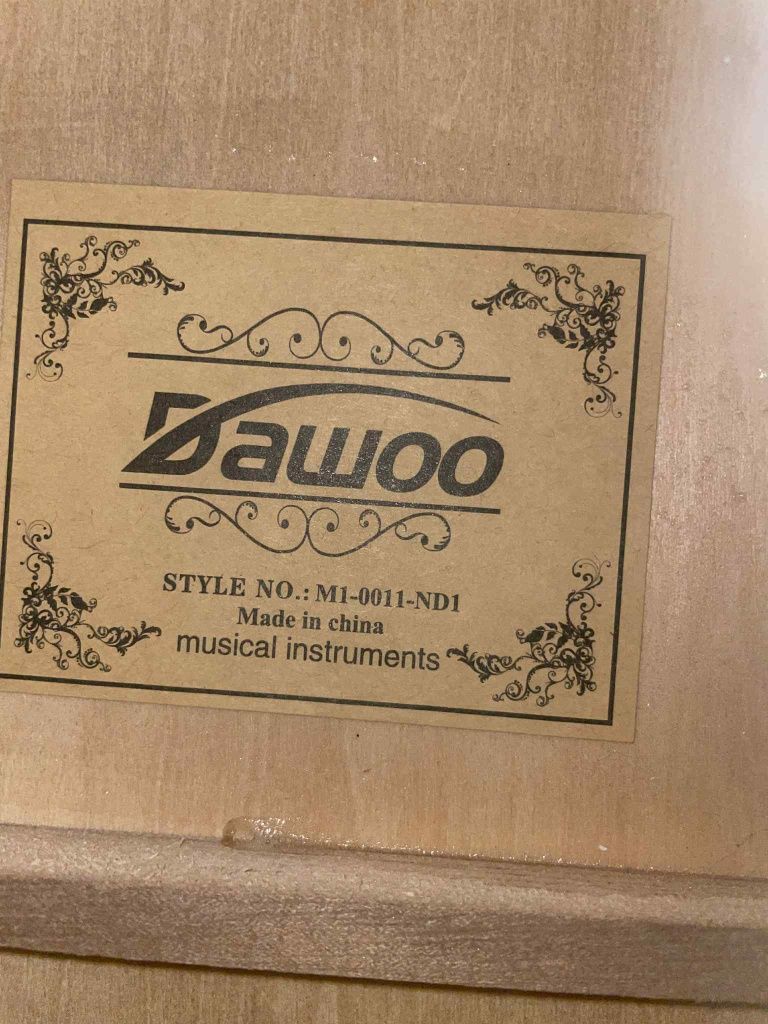 Dawoo
STYLE NO.: M1-0011-ND1
Made in china
musical instruments